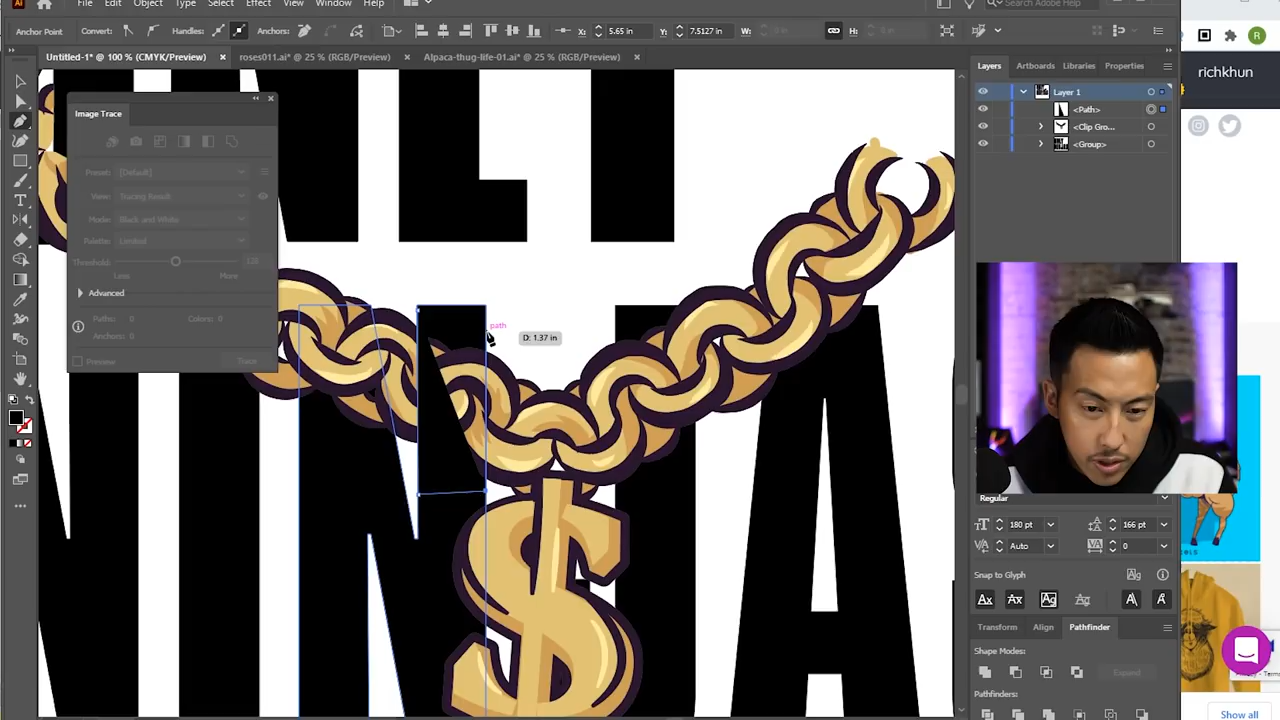 Ai
File Edit Object Type Select Effect View Window Help
Anchor Point Convert: Handles: Anchors: X: 5.65 in Y: 7.5127 in W: H:
Untitled-1* @ 100 % (CMYK/Preview) × roses011.ai* @ 25 % (RGB/Preview) × Alpaca-thug-life-01.ai* @ 25 % (RGB/Preview) ×
Image Trace
Preset: [Default]
View: Tracing Result
Mode: Black and White
Palette: Limited
Threshold: 128
Less More
Advanced
Paths: 0 Colors: 0
Anchors: 0
Preview Trace
path
D: 1.37 in
$
Layers Artboards Libraries Properties
Layer 1
<Path>
<Clip Gro...
<Group>
richkhun
R
Regular
180 pt 166 pt
Auto 0
Snap to Glyph
Transform Align Pathfinder
Shape Modes:
Expand
Pathfinders:
Show all